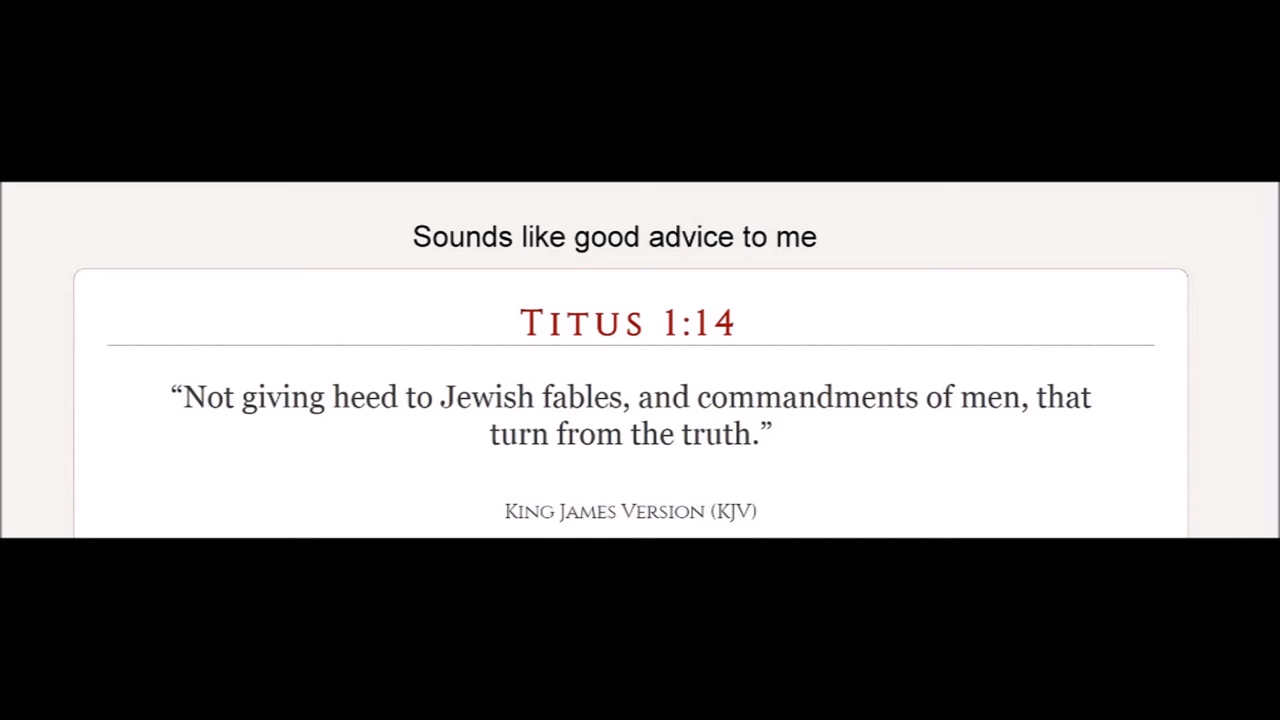 Sounds like good advice to me
Titus 1:14
“Not giving heed to Jewish fables, and commandments of men, that
turn from the truth.”
King James Version (KJV)